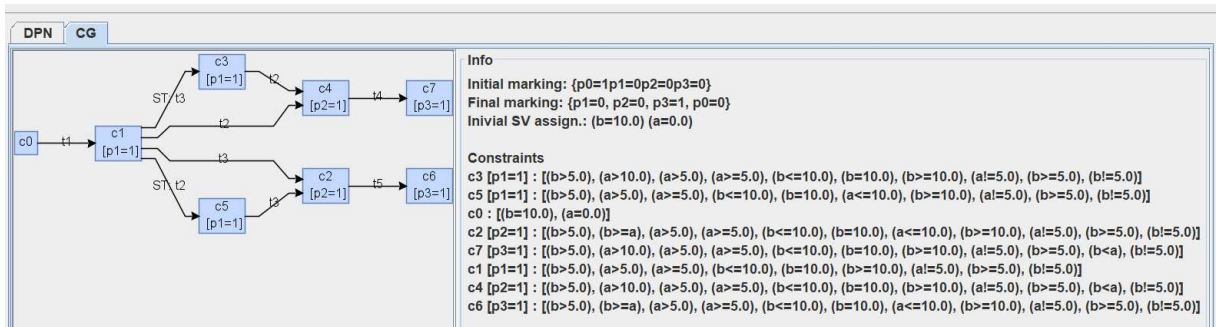 DPN CG
c3
[p1=1]
t2
c4
[p2=1]
t4
c7
[p3=1]
ST, t3
t2
c0
t1
c1
[p1=1]
t3
c2
[p2=1]
t5
c6
[p3=1]
ST, t2
c5
[p1=1]
t3
Info
Initial marking: {p0=1p1=0p2=0p3=0}
Final marking: {p1=0, p2=0, p3=1, p0=0}
Inivial SV assign.: (b=10.0) (a=0.0)
Constraints
c3 [p1=1] : [(b>5.0), (a>10.0), (a>5.0), (a>=5.0), (b<=10.0), (b=10.0), (b>=10.0), (a!=5.0), (b>=5.0), (b!=5.0)]
c5 [p1=1] : [(b>5.0), (a>5.0), (a>=5.0), (b<=10.0), (b=10.0), (a<=10.0), (b>=10.0), (a!=5.0), (b>=5.0), (b!=5.0)]
c0 : [(b=10.0), (a=0.0)]
c2 [p2=1] : [(b>5.0), (b>=a), (a>5.0), (a>=5.0), (b<=10.0), (b=10.0), (a<=10.0), (b>=10.0), (a!=5.0), (b>=5.0), (b!=5.0)]
c7 [p3=1] : [(b>5.0), (a>10.0), (a>5.0), (a>=5.0), (b<=10.0), (b=10.0), (b>=10.0), (a!=5.0), (b>=5.0), (b<a), (b!=5.0)]
c1 [p1=1] : [(b>5.0), (a>5.0), (a>=5.0), (b<=10.0), (b=10.0), (b>=10.0), (a!=5.0), (b>=5.0), (b!=5.0)]
c4 [p2=1] : [(b>5.0), (a>10.0), (a>5.0), (a>=5.0), (b<=10.0), (b=10.0), (b>=10.0), (a!=5.0), (b>=5.0), (b<a), (b!=5.0)]
c6 [p3=1] : [(b>5.0), (b>=a), (a>5.0), (a>=5.0), (b<=10.0), (b=10.0), (a<=10.0), (b>=10.0), (a!=5.0), (b>=5.0), (b!=5.0)]